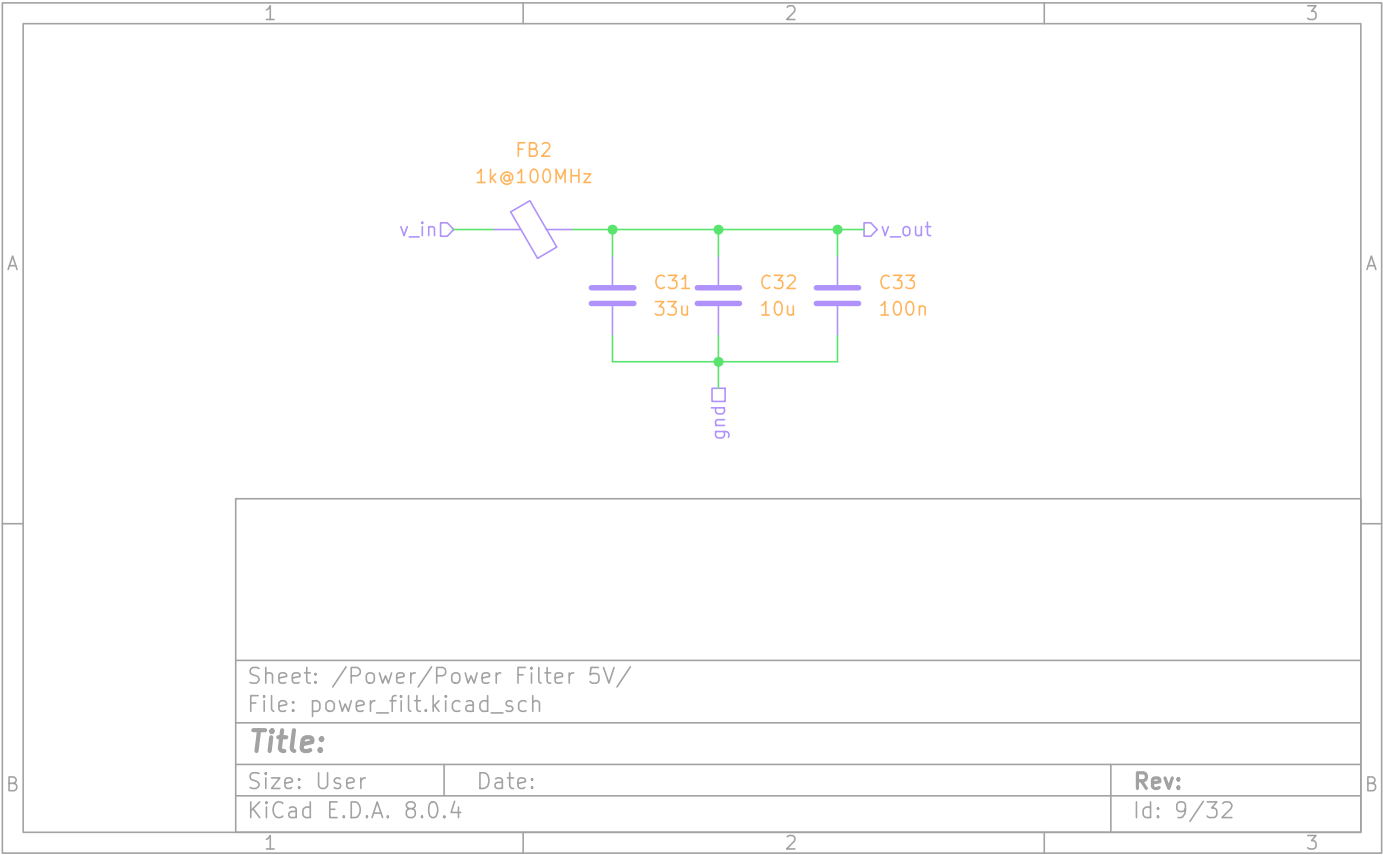 1 2 3
FB2
1k@100MHz
v_in
v_out
A
A
C31
33u
C32
10u
C33
100n
gnd
Sheet: /Power/Power Filter 5V/
File: power_filt.kicad_sch
Title:
Size: User
Date:
Rev:
B
B
KiCad E.D.A. 8.0.4
Id: 9/32
1 2 3